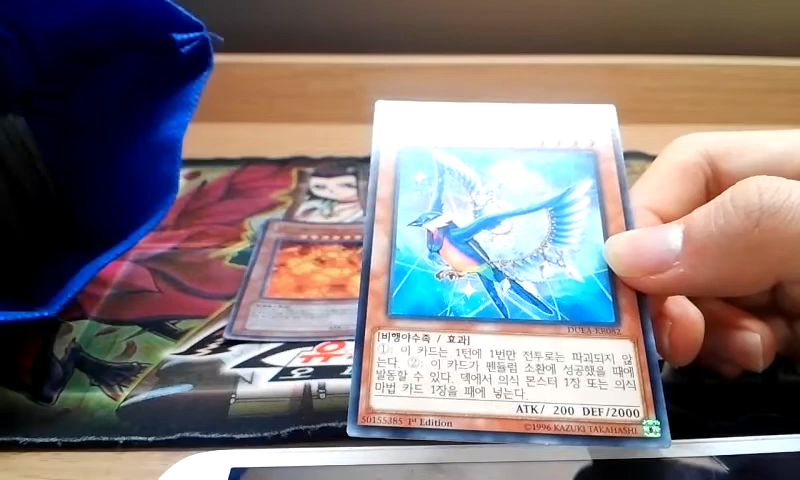 DUEA-KR082
[비행야수족 / 효과]
①: 이 카드는 1턴에 1번만 전투로는 파괴되지 않
는다. ②: 이 카드가 펜듈럼 소환에 성공했을 때에
발동할 수 있다. 덱에서 의식 몬스터 1장 또는 의식
마법 카드 1장을 패에 넣는다.
ATK/ 200 DEF/2000
50155385 1st Edition
©1996 KAZUKI TAKAHASHI
유